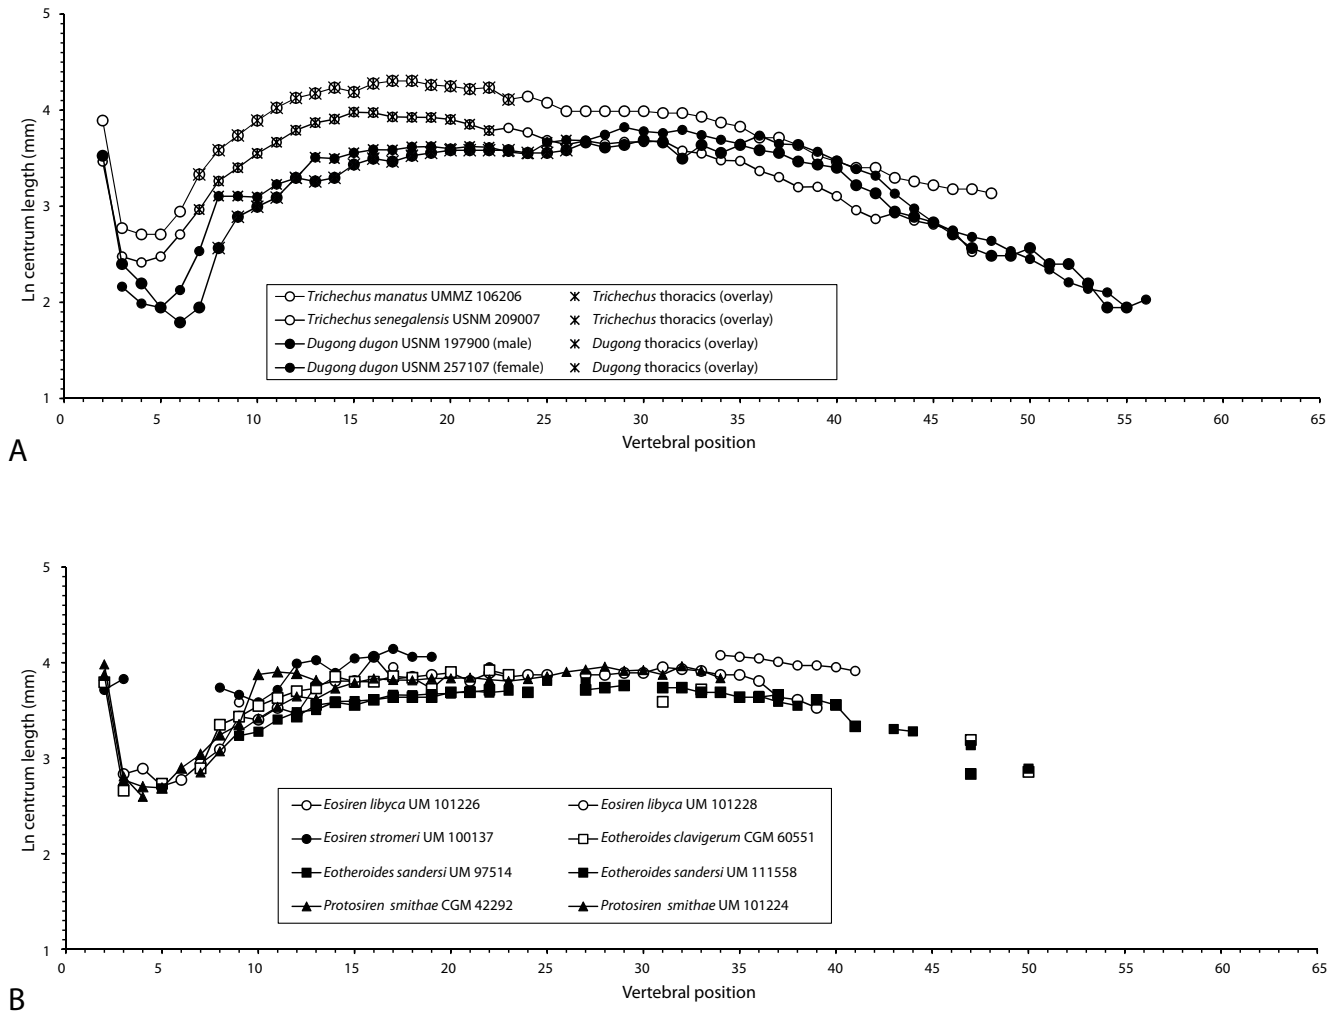 5
4
3
2
1
Ln centrum length (mm)
Trichechus manatus UMMZ 106206
Trichechus thoracics (overlay)
Trichechus senegalensis USNM 209007
Trichechus thoracics (overlay)
Dugong dugon USNM 197900 (male)
Dugong thoracics (overlay)
Dugong dugon USNM 257107 (female)
Dugong thoracics (overlay)
0 5 10 15 20 25 30 35 40 45 50 55 60 65
Vertebral position
A
5
4
3
2
1
Ln centrum length (mm)
Eosiren libyca UM 101226
Eosiren libyca UM 101228
Eosiren stromeri UM 100137
Eotheroides clavigerum CGM 60551
Eotheroides sandersi UM 97514
Eotheroides sandersi UM 111558
Protosiren smithae CGM 42292
Protosiren smithae UM 101224
0 5 10 15 20 25 30 35 40 45 50 55 60 65
Vertebral position
B